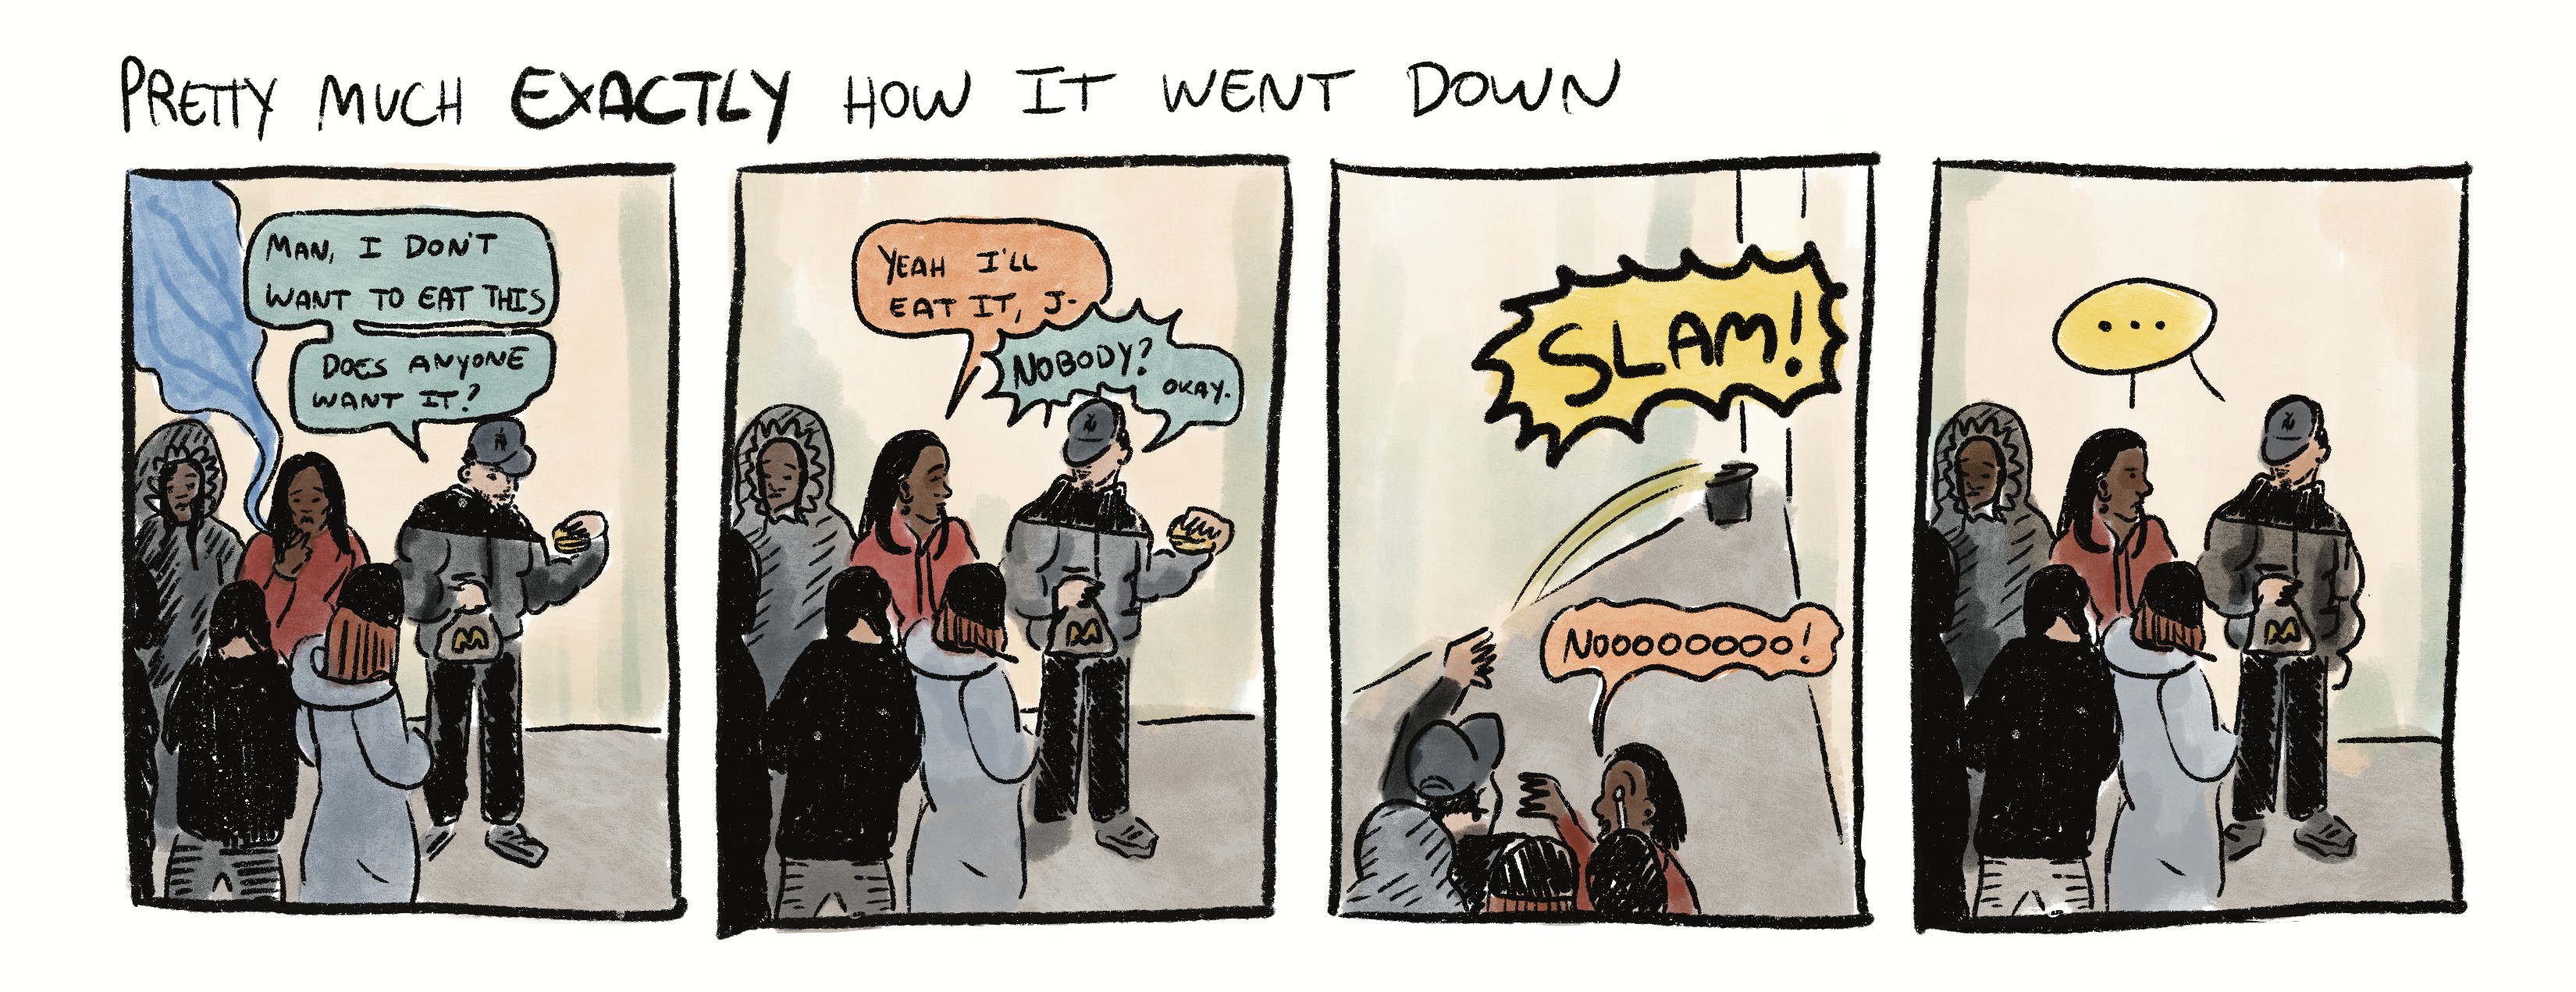 PRETTY MUCH EXACTLY HOW IT WENT DOWN
MAN, I DON'T
WANT TO EAT THIS
DOES ANYONE
WANT IT?
M
YEAH I'LL
EAT IT, J-
NOBODY?
OKAY.
M
SLAM!
NOOOOOOOO!
...
M